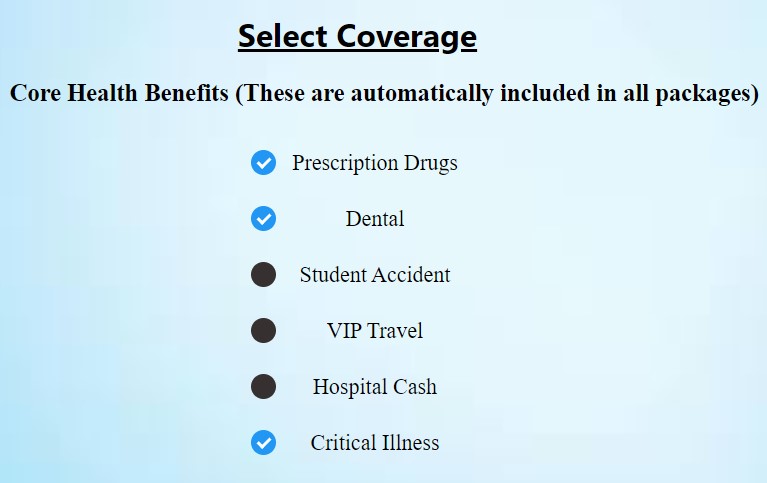 Select Coverage
Core Health Benefits (These are automatically included in all packages)
Prescription Drugs
Dental
Student Accident
VIP Travel
Hospital Cash
Critical Illness